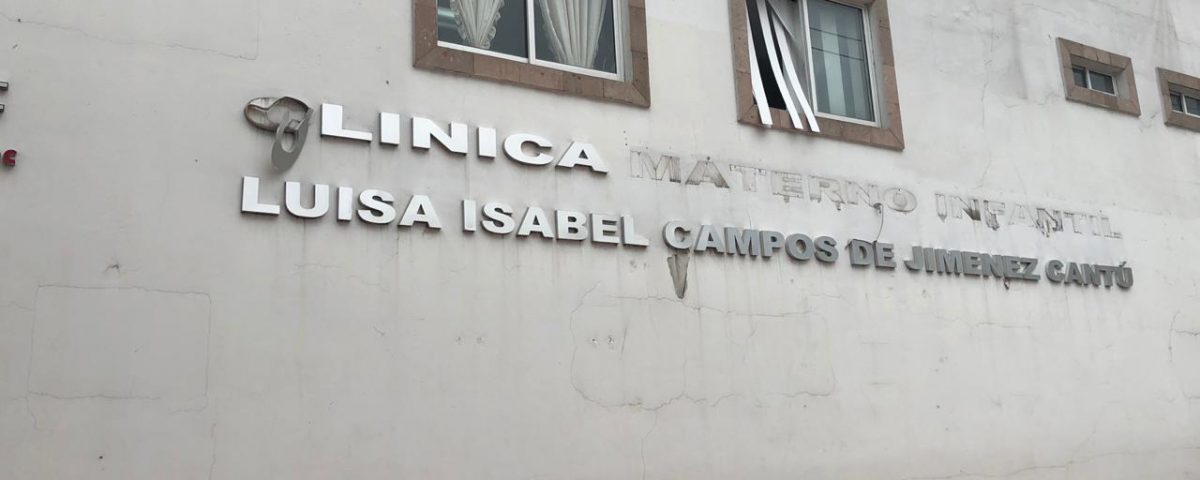 CLINICA MATERNO INFANTIL
LUISA ISABEL CAMPOS DE JIMENEZ CANTÚ